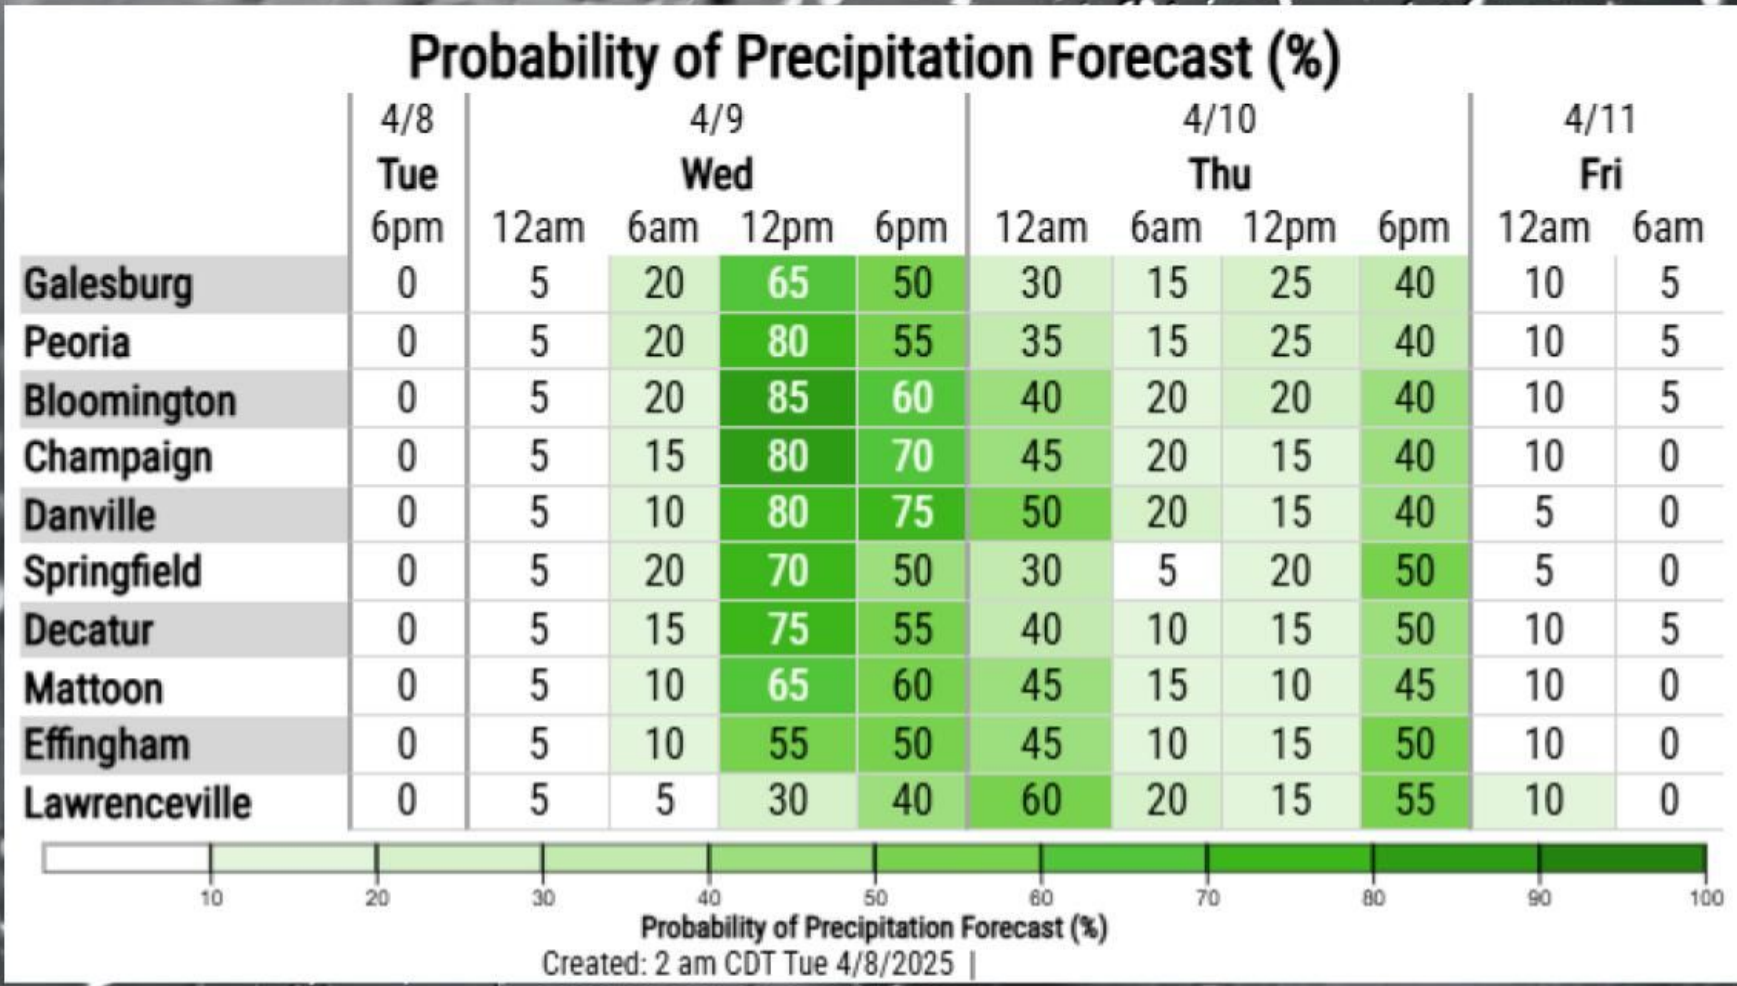 Probability of Precipitation Forecast (%)
4/8 4/9 4/10 4/11
Tue Wed Thu Fri
6pm 12am 6am 12pm 6pm 12am 6am 12pm 6pm 12am 6am
Galesburg 0 5 20 65 50 30 15 25 40 10 5
Peoria 0 5 20 80 55 35 15 25 40 10 5
Bloomington 0 5 20 85 60 40 20 20 40 10 5
Champaign 0 5 15 80 70 45 20 15 40 10 0
Danville 0 5 10 80 75 50 20 15 40 5 0
Springfield 0 5 20 70 50 30 5 20 50 5 0
Decatur 0 5 15 75 55 40 10 15 50 10 5
Mattoon 0 5 10 65 60 45 15 10 45 10 0
Effingham 0 5 10 55 50 45 10 15 50 10 0
Lawrenceville 0 5 5 30 40 60 20 15 55 10 0
10 20 30 40 50 60 70 80 90 100
Probability of Precipitation Forecast (%)
Created: 2 am CDT Tue 4/8/2025 |